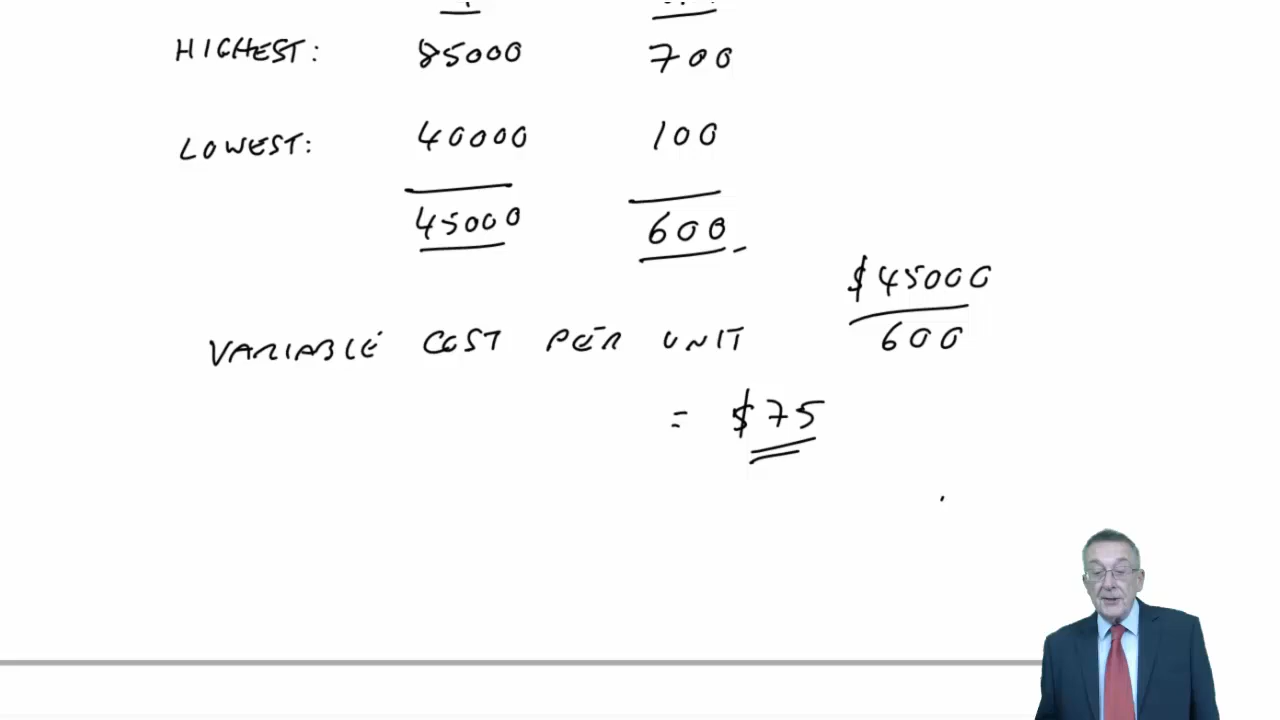 HIGHEST: 85000 700
LOWEST: 40000 100
45000 600
VARIABLE COST PER UNIT $45000
600
= $75